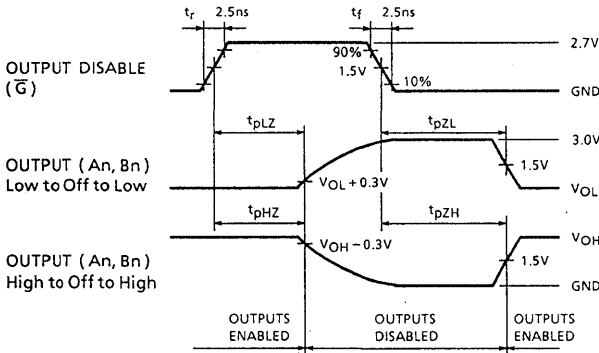 tr 2.5ns tf 2.5ns
2.7V
90%
OUTPUT DISABLE
(G̅)
1.5V
10%
GND
tpLZ tpZL
3.0V
OUTPUT (An, Bn)
Low to Off to Low
1.5V
VOL+0.3V
VOL
tpHZ tpZH
VOH
OUTPUT (An, Bn)
High to Off to High
VOH−0.3V
1.5V
GND
OUTPUTS ENABLED
OUTPUTS DISABLED
OUTPUTS ENABLED